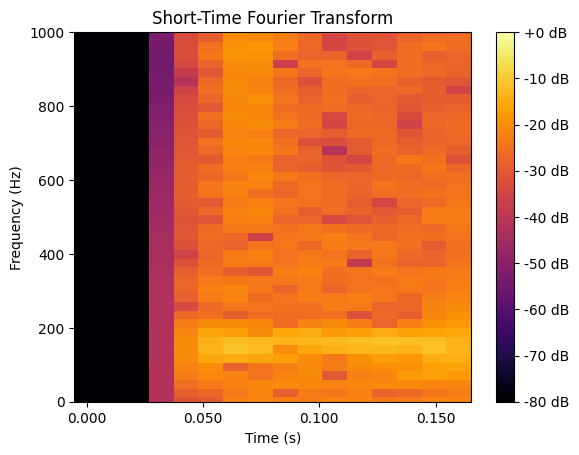 Short-Time Fourier Transform
Frequency (Hz)
1000
800
600
400
200
0
0.000
0.050
0.100
0.150
Time (s)
+0 dB
-10 dB
-20 dB
-30 dB
-40 dB
-50 dB
-60 dB
-70 dB
-80 dB